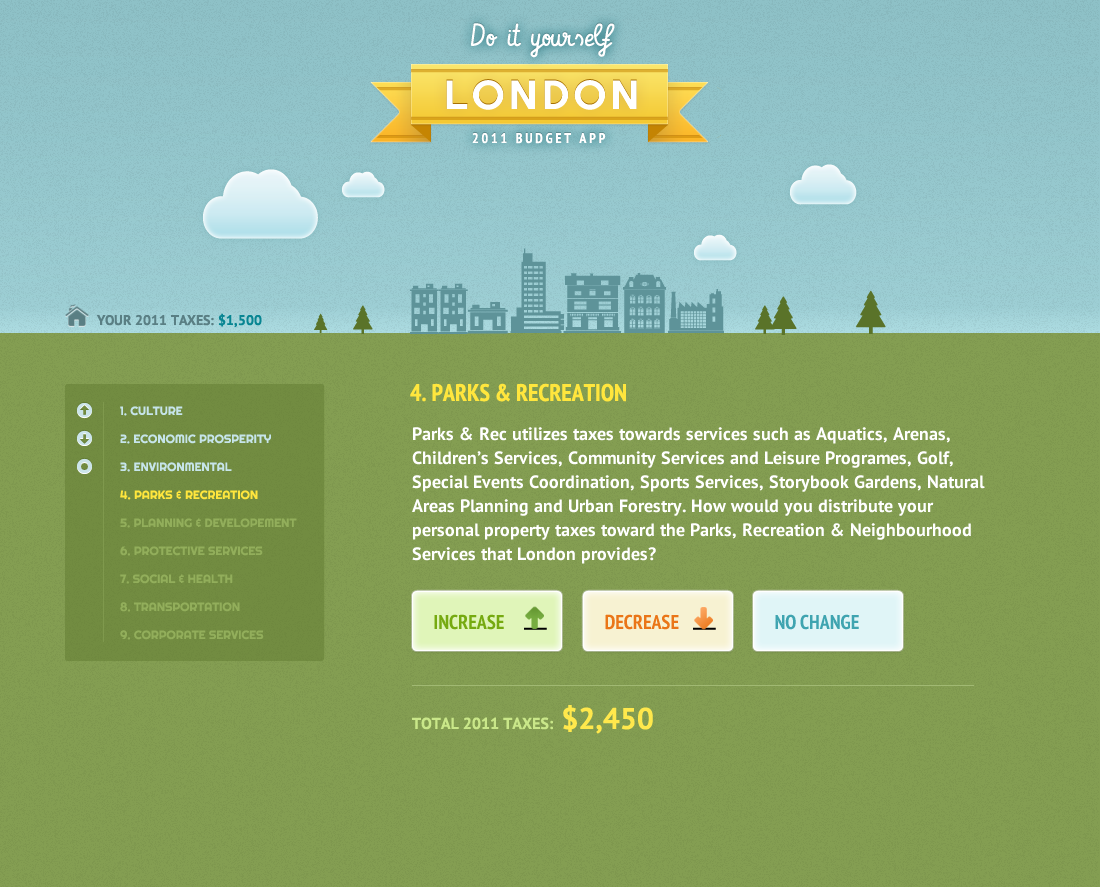 Do it yourself
LONDON
2011 BUDGET APP
YOUR 2011 TAXES: $1,500
1. CULTURE
2. ECONOMIC PROSPERITY
3. ENVIRONMENTAL
4. PARKS & RECREATION
5. PLANNING & DEVELOPEMENT
6. PROTECTIVE SERVICES
7. SOCIAL & HEALTH
8. TRANSPORTATION
9. CORPORATE SERVICES
4. PARKS & RECREATION
Parks & Rec utilizes taxes towards services such as Aquatics, Arenas,
Children's Services, Community Services and Leisure Programes, Golf,
Special Events Coordination, Sports Services, Storybook Gardens, Natural
Areas Planning and Urban Forestry. How would you distribute your
personal property taxes toward the Parks, Recreation & Neighbourhood
Services that London provides?
INCREASE
DECREASE
NO CHANGE
TOTAL 2011 TAXES: $2,450